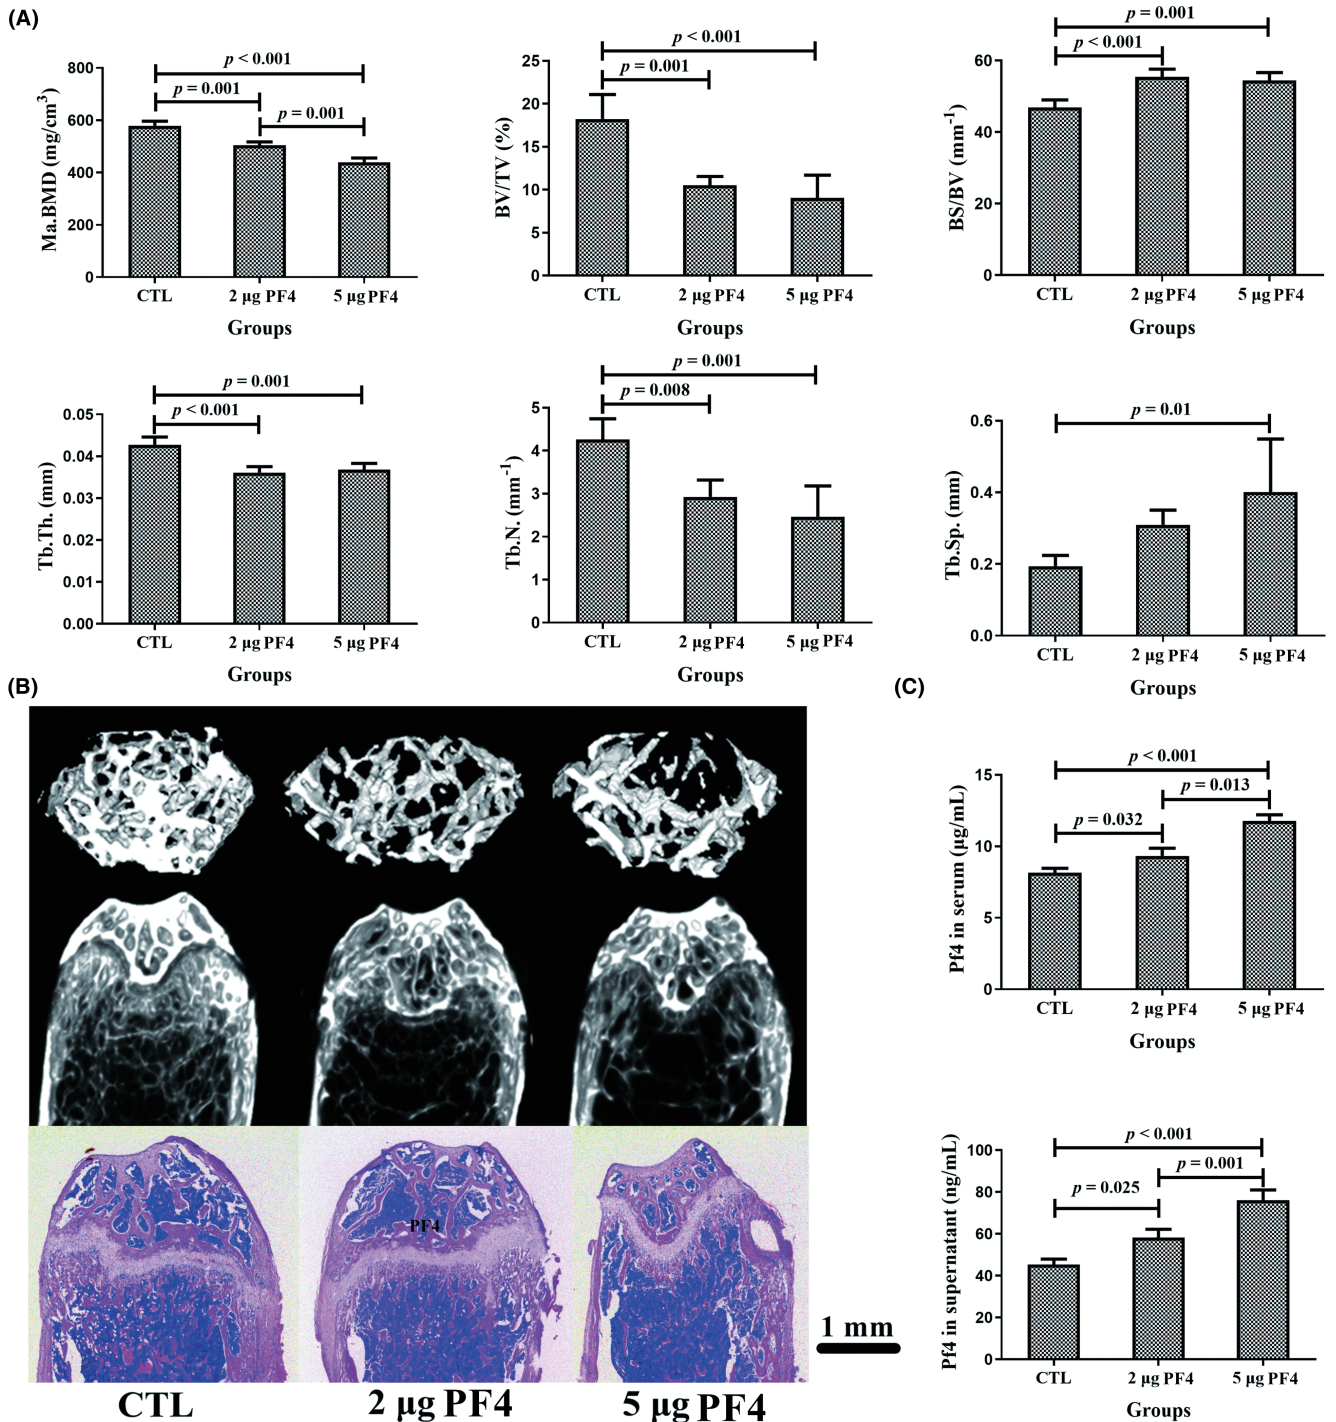 (A)
p < 0.001
p = 0.001
p = 0.001
Ma.BMD (mg/cm³)
800
600
400
200
0
CTL
2 µg PF4
5 µg PF4
Groups
p < 0.001
p = 0.001
BV/TV (%)
25
20
15
10
5
0
CTL
2 µg PF4
5 µg PF4
Groups
p = 0.001
p < 0.001
BS/BV (mm⁻¹)
60
40
20
0
CTL
2 µg PF4
5 µg PF4
Groups
p = 0.001
p < 0.001
Tb.Th. (mm)
0.05
0.04
0.03
0.02
0.01
0.00
CTL
2 µg PF4
5 µg PF4
Groups
p = 0.001
p = 0.008
Tb.N. (mm⁻¹)
5
4
3
2
1
0
CTL
2 µg PF4
5 µg PF4
Groups
p = 0.01
Tb.Sp. (mm)
0.6
0.4
0.2
0.0
CTL
2 µg PF4
5 µg PF4
Groups
(B)
PF4
1 mm
CTL
2 µg PF4
5 µg PF4
(C)
p < 0.001
p = 0.013
p = 0.032
Pf4 in serum (µg/mL)
15
10
5
0
CTL
2 µg PF4
5 µg PF4
Groups
p < 0.001
p = 0.001
p = 0.025
Pf4 in supernatant (ng/mL)
100
80
60
40
20
0
CTL
2 µg PF4
5 µg PF4
Groups